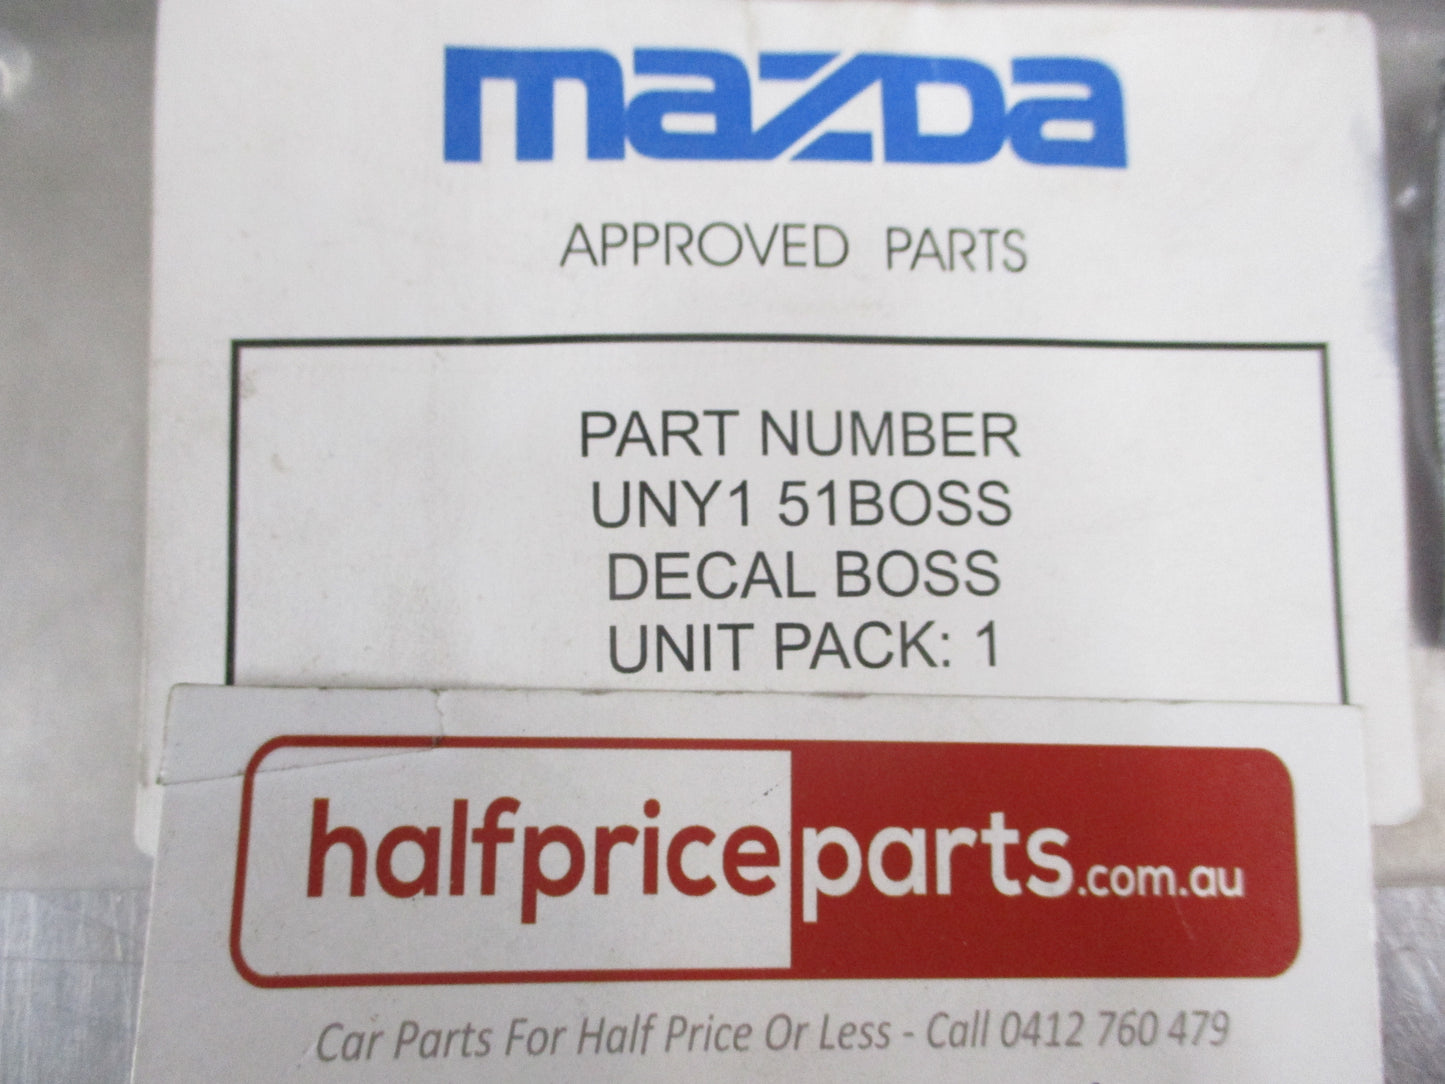 mazda
APPROVED PARTS
PART NUMBER
UNY1 51BOSS
DECAL BOSS
UNIT PACK: 1
halfpriceparts.com.au
Car Parts For Half Price Or Less - Call 0412 760 479